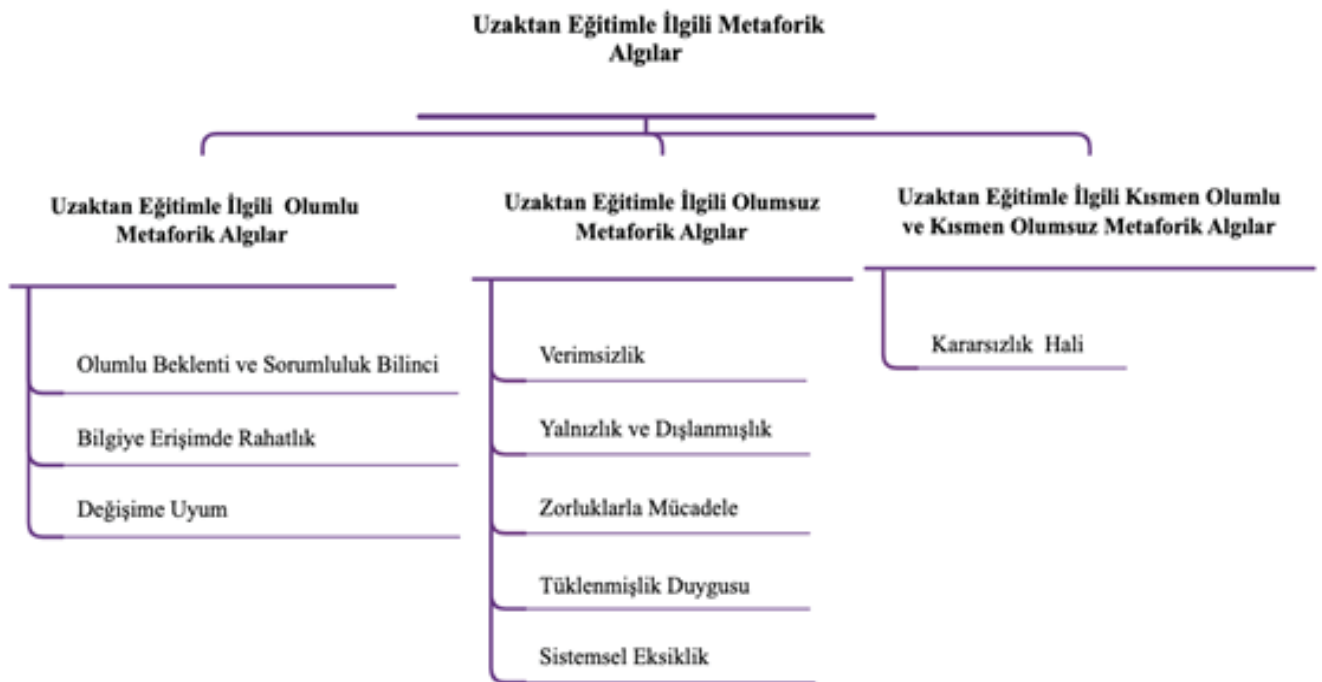 Uzaktan Eğitimle İlgili Metaforik
Algılar
Uzaktan Eğitimle İlgili Olumlu
Metaforik Algılar
Olumlu Beklenti ve Sorumluluk Bilinci
Bilgiye Erişimde Rahatlık
Değişime Uyum
Uzaktan Eğitimle İlgili Olumsuz
Metaforik Algılar
Verimsizlik
Yalnızlık ve Dışlanmışlık
Zorluklarla Mücadele
Tüklenmişlik Duygusu
Sistemsel Eksiklik
Uzaktan Eğitimle İlgili Kısmen Olumlu
ve Kısmen Olumsuz Metaforik Algılar
Kararsızlık Hali